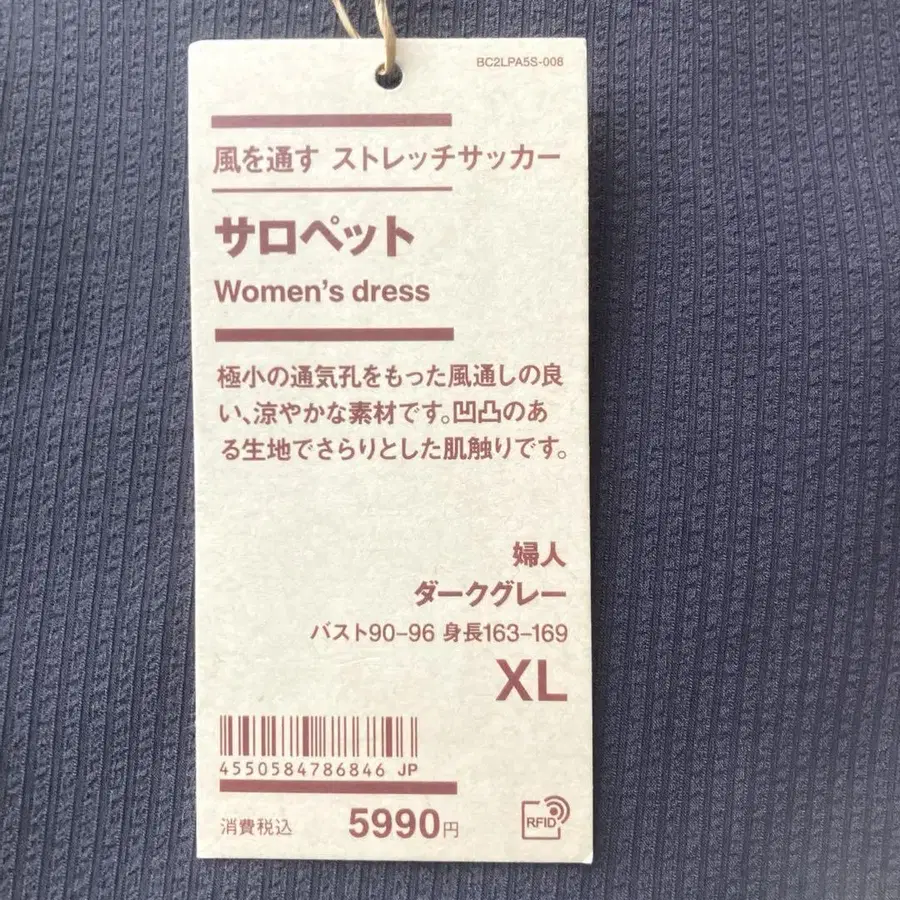 BC2LPA5S-008
風を通す ストレッチサッカー
サロペット
Women's dress
極小の通気孔をもった風通しの良
い、涼やかな素材です。凹凸のあ
る生地でさらりとした肌触りです。
婦人
ダークグレー
バスト90-96 身長163-169
XL
4550584786846 JP
消費税込 5990円
RFID